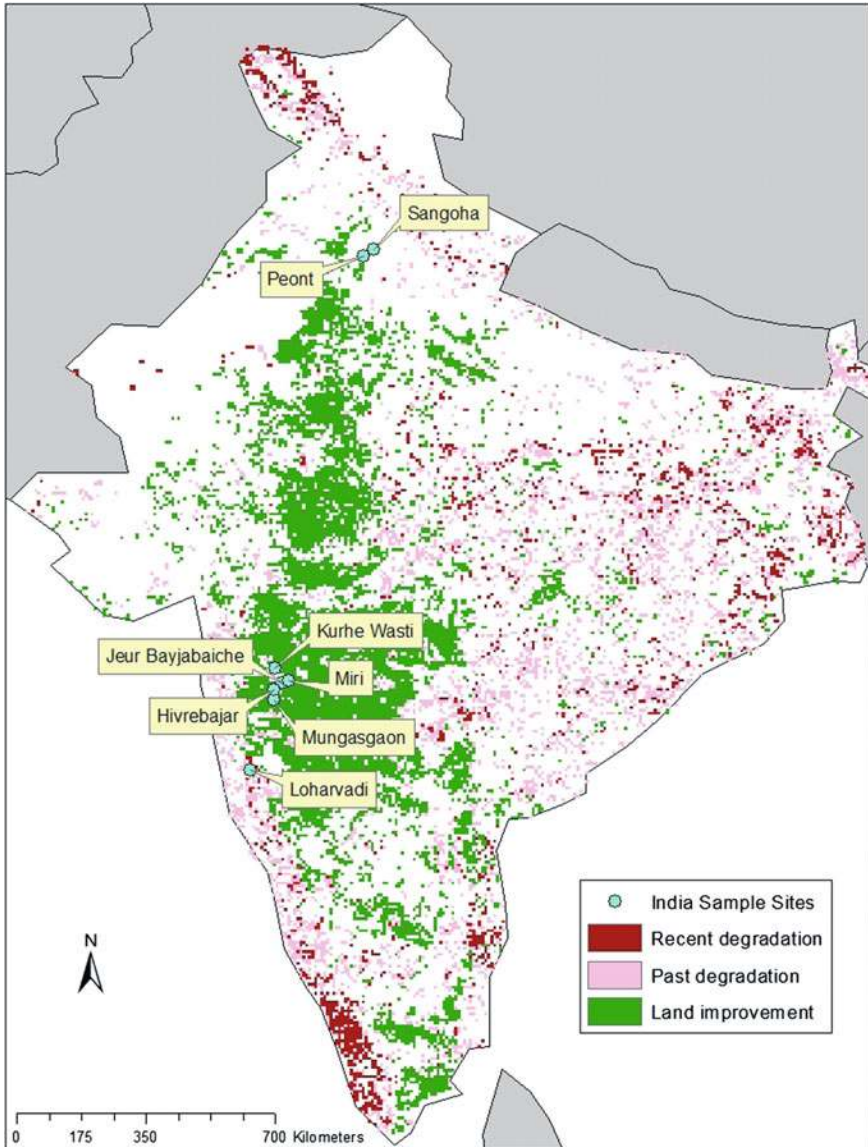 Sangoha
Peont
Kurhe Wasti
Jeur Bayjabaiche
Miri
Hivrebajar
Mungasgaon
Loharvadi
India Sample Sites
Recent degradation
Past degradation
Land improvement
N
0 175 350 700 Kilometers